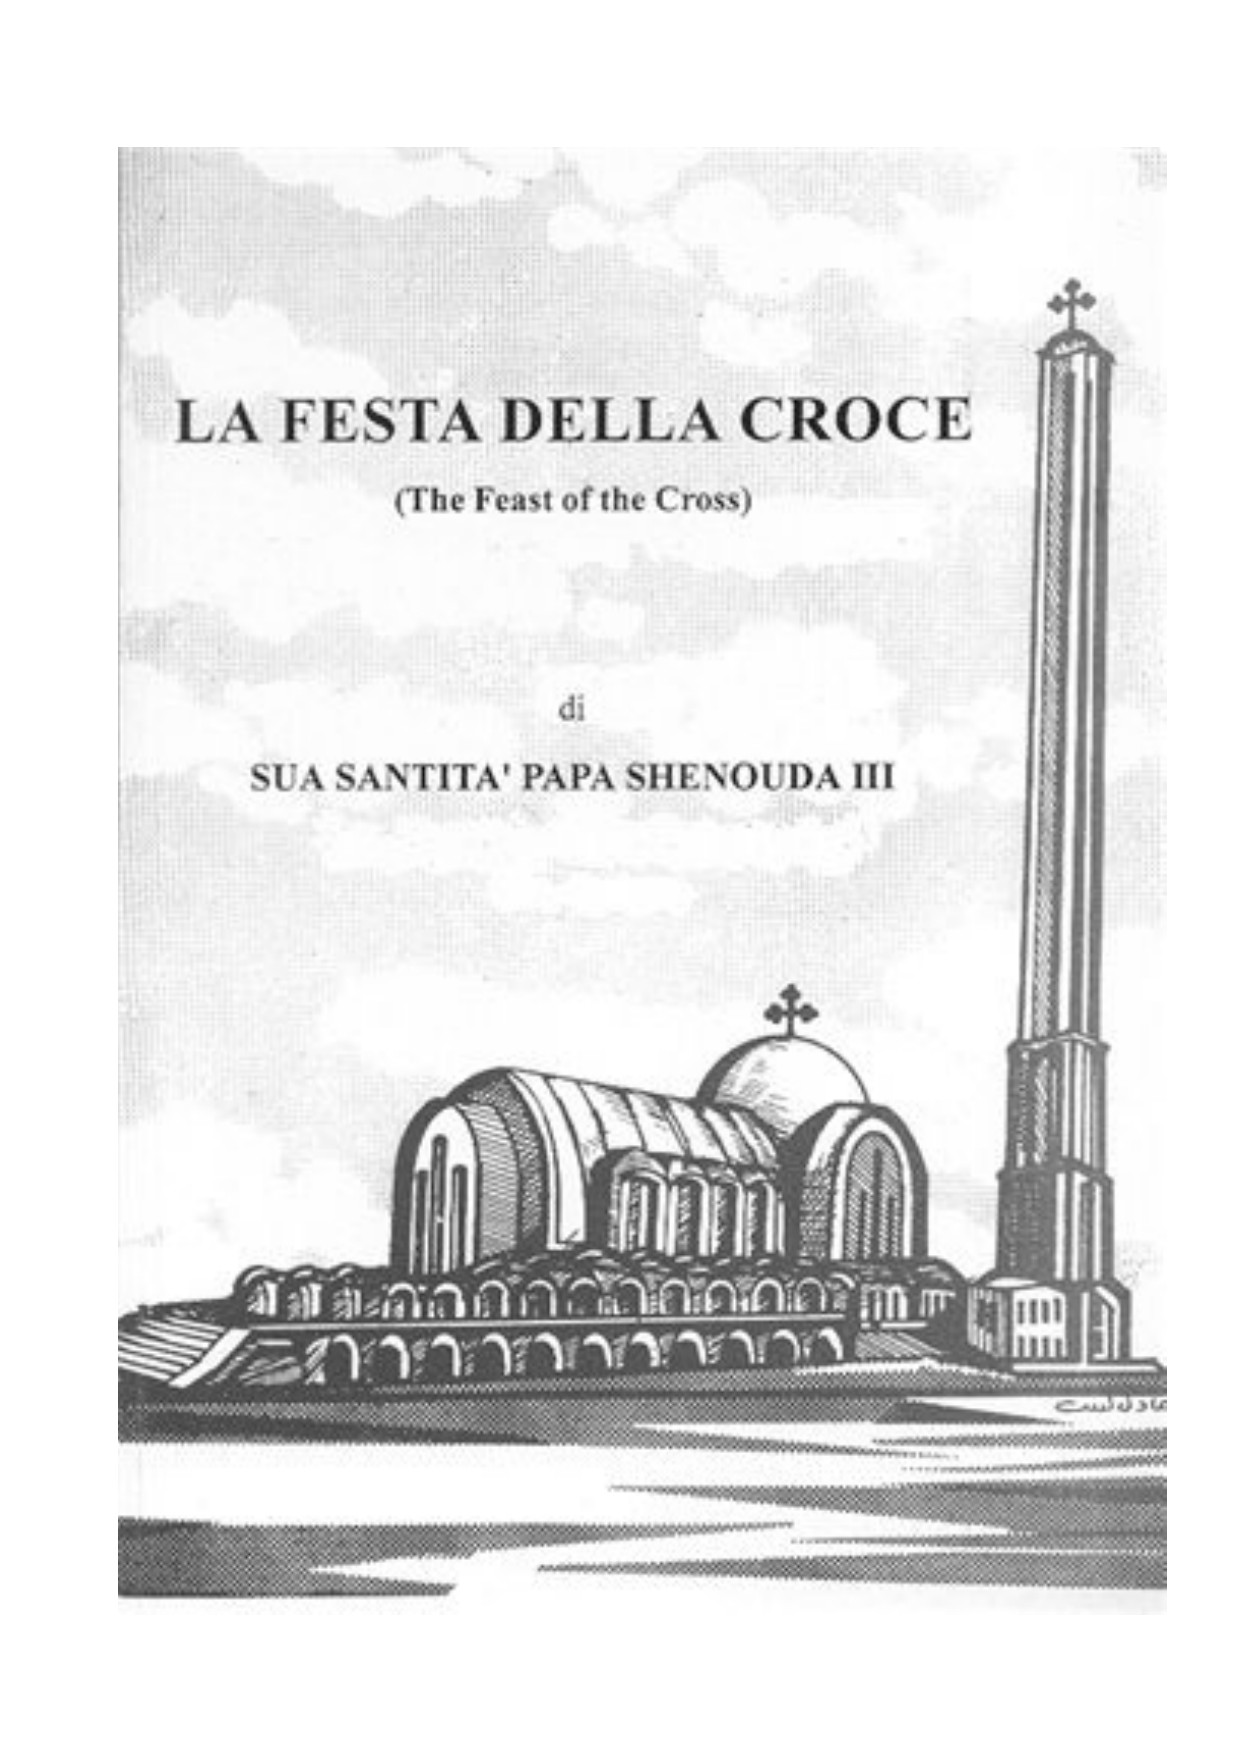 LA FESTA DELLA CROCE
(The Feast of the Cross)
di
SUA SANTITA' PAPA SHENOUDA III